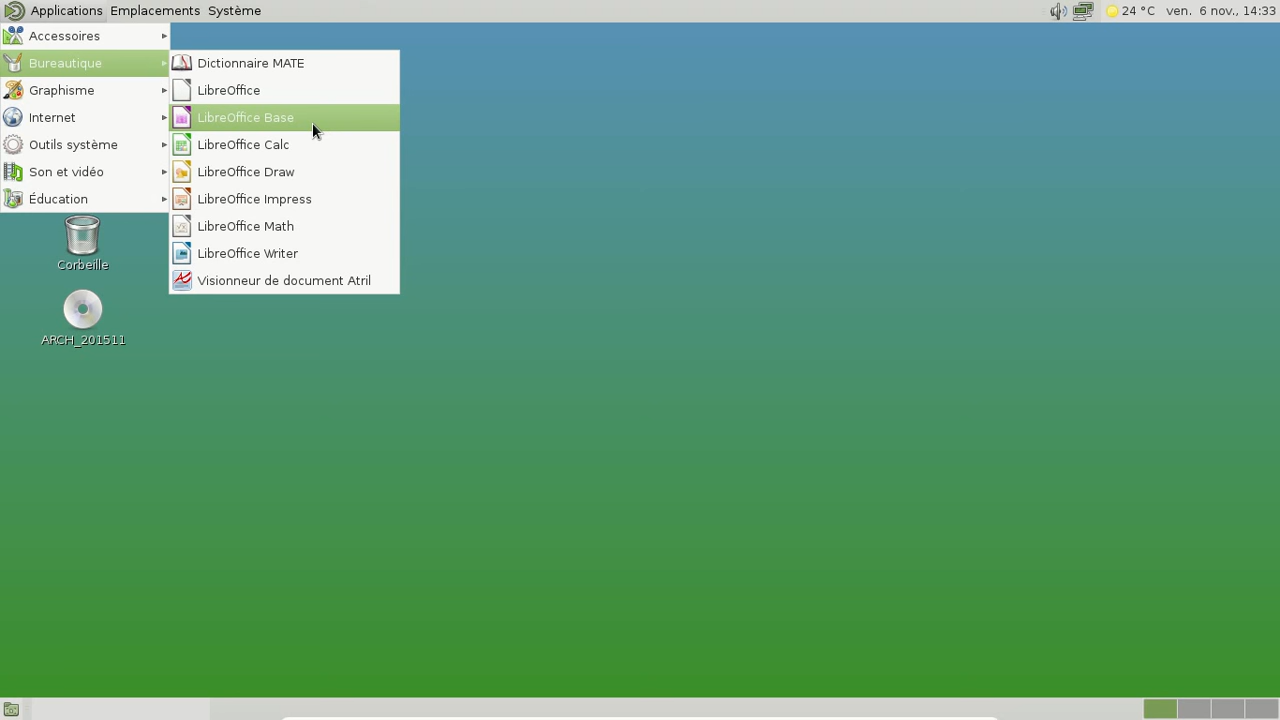 Applications Emplacements Système 24 °C ven. 6 nov., 14:33
Accessoires
Bureautique
Graphisme
Internet
Outils système
Son et vidéo
Éducation
Dictionnaire MATE
LibreOffice
LibreOffice Base
LibreOffice Calc
LibreOffice Draw
LibreOffice Impress
LibreOffice Math
LibreOffice Writer
Visionneur de document Atril
Corbeille
ARCH_201511